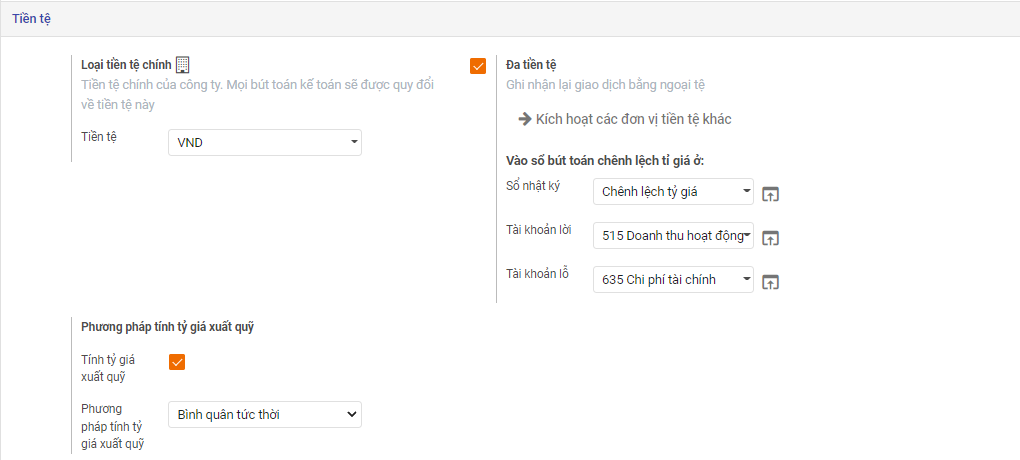 Tiền tệ
Loại tiền tệ chính
Tiền tệ chính của công ty. Mọi bút toán kế toán sẽ được quy đổi
về tiền tệ này
Tiền tệ
VND
Đa tiền tệ
Ghi nhận lại giao dịch bằng ngoại tệ
Kích hoạt các đơn vị tiền tệ khác
Vào sổ bút toán chênh lệch tỉ giá ở:
Sổ nhật ký
Chênh lệch tỷ giá
Tài khoản lời
515 Doanh thu hoạt động
Tài khoản lỗ
635 Chi phí tài chính
Phương pháp tính tỷ giá xuất quỹ
Tính tỷ giá
xuất quỹ
Phương
pháp tính tỷ
giá xuất quỹ
Bình quân tức thời